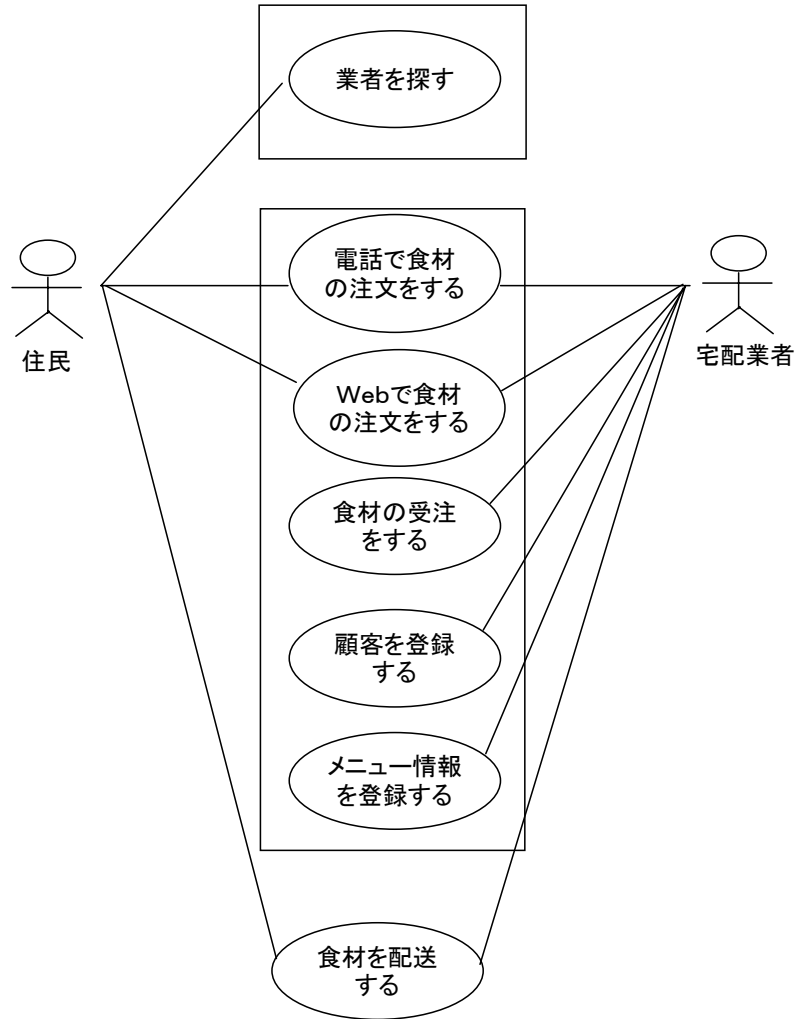 業者を探す
電話で食材
の注文をする
住民
宅配業者
Ｗｅｂで食材
の注文をする
食材の受注
をする
顧客を登録
する
メニュー情報
を登録する
食材を配送
する